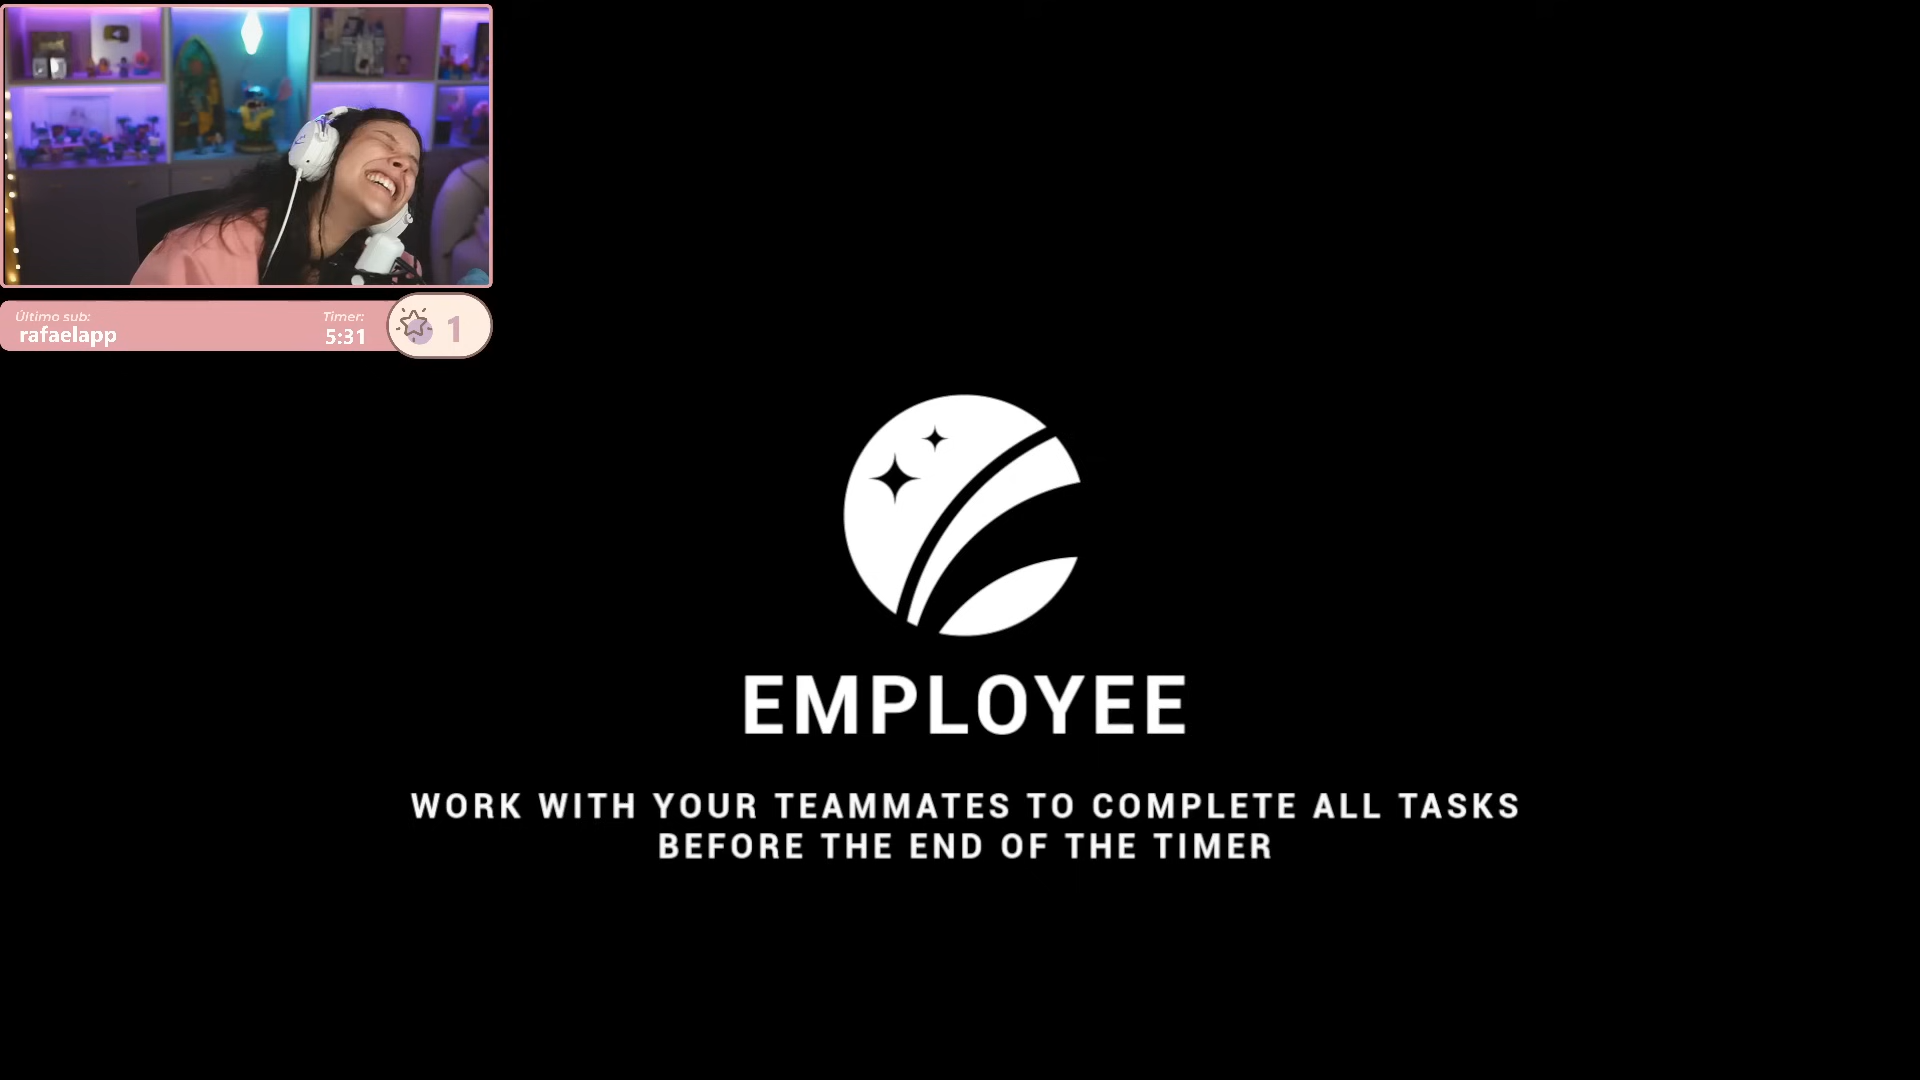 Último sub:
rafaelapp
Timer:
5:31
1
EMPLOYEE
WORK WITH YOUR TEAMMATES TO COMPLETE ALL TASKS
BEFORE THE END OF THE TIMER